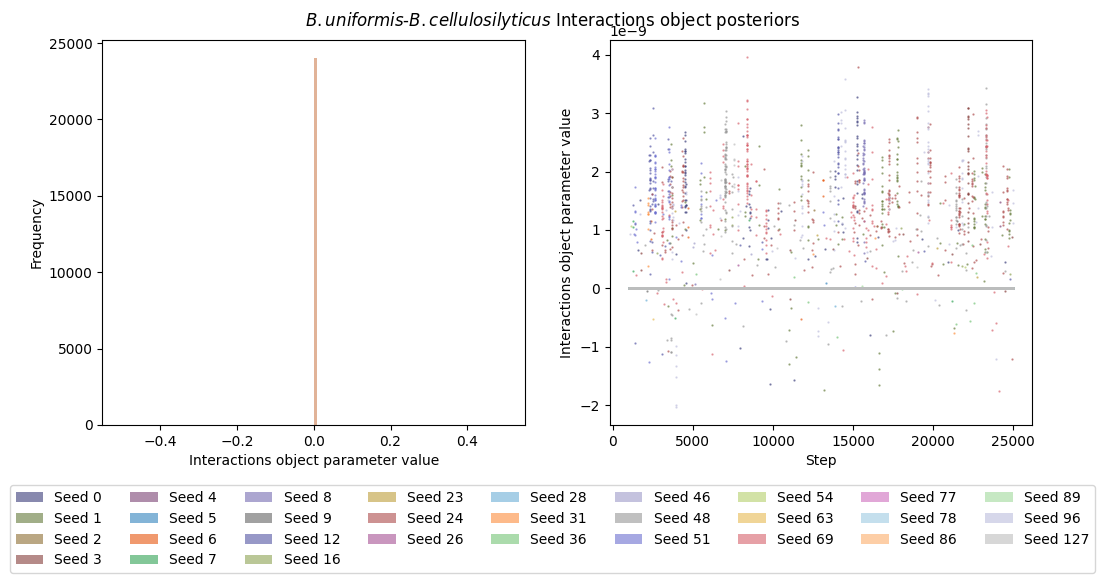 B.uniformis-B.cellulosilyticus Interactions object posteriors
25000
20000
15000
10000
5000
0
Frequency
−0.4 −0.2 0.0 0.2 0.4
Interactions object parameter value
1e−9
4
3
2
1
0
−1
−2
Interactions object parameter value
0 5000 10000 15000 20000 25000
Step
Seed 0 Seed 4 Seed 8 Seed 23 Seed 28 Seed 46 Seed 54 Seed 77 Seed 89
Seed 1 Seed 5 Seed 9 Seed 24 Seed 31 Seed 48 Seed 63 Seed 78 Seed 96
Seed 2 Seed 6 Seed 12 Seed 26 Seed 36 Seed 51 Seed 69 Seed 86 Seed 127
Seed 3 Seed 7 Seed 16